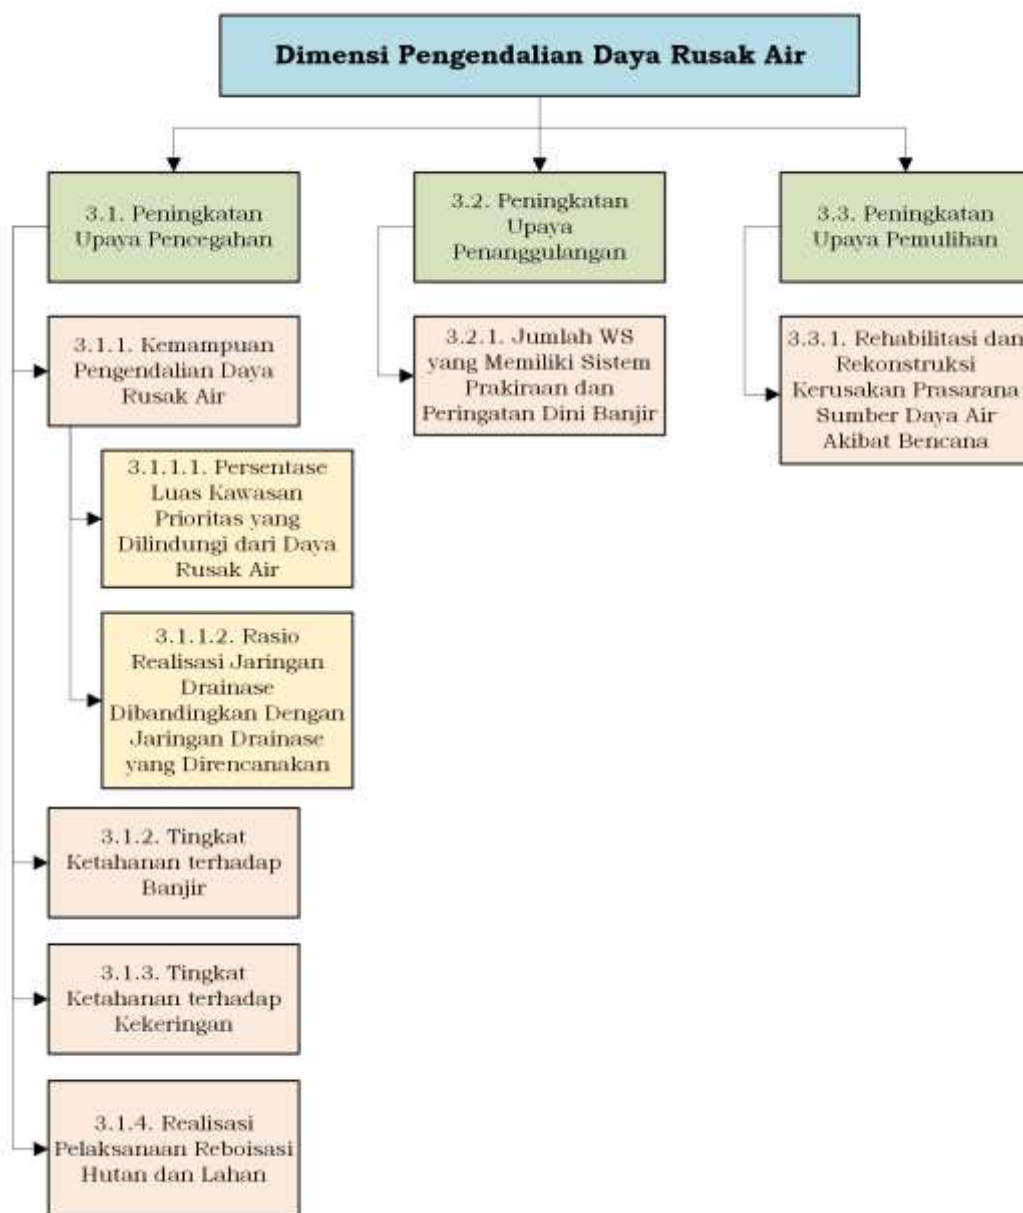 Dimensi Pengendalian Daya Rusak Air
3.1. Peningkatan
Upaya Pencegahan
3.2. Peningkatan
Upaya
Penanggulangan
3.3. Peningkatan
Upaya Pemulihan
3.1.1. Kemampuan
Pengendalian Daya
Rusak Air
3.2.1. Jumlah WS
yang Memiliki Sistem
Prakiraan dan
Peringatan Dini Banjir
3.3.1. Rehabilitasi dan
Rekonstruksi
Kerusakan Prasarana
Sumber Daya Air
Akibat Bencana
3.1.1.1. Persentase
Luas Kawasan
Prioritas yang
Dilindungi dari Daya
Rusak Air
3.1.1.2. Rasio
Realisasi Jaringan
Drainase
Dibandingkan Dengan
Jaringan Drainase
yang Direncanakan
3.1.2. Tingkat
Ketahanan terhadap
Banjir
3.1.3. Tingkat
Ketahanan terhadap
Kekeringan
3.1.4. Realisasi
Pelaksanaan Reboisasi
Hutan dan Lahan